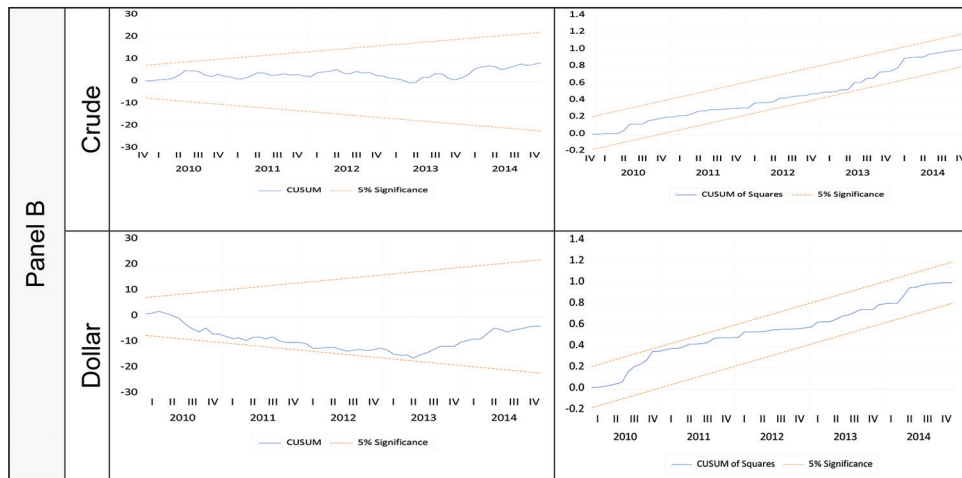 Panel B
Crude
30
20
10
0
-10
-20
-30
IV I II III IV I II III IV I II III IV I II III IV I II III IV
2010 2011 2012 2013 2014
CUSUM 5% Significance
1.4
1.2
1.0
0.8
0.6
0.4
0.2
0.0
-0.2
IV I II III IV I II III IV I II III IV I II III IV I II III IV
2010 2011 2012 2013 2014
CUSUM of Squares 5% Significance
Dollar
30
20
10
0
-10
-20
-30
I II III IV I II III IV I II III IV I II III IV I II III IV
2010 2011 2012 2013 2014
CUSUM 5% Significance
1.4
1.2
1.0
0.8
0.6
0.4
0.2
0.0
-0.2
I II III IV I II III IV I II III IV I II III IV I II III IV
2010 2011 2012 2013 2014
CUSUM of Squares 5% Significance